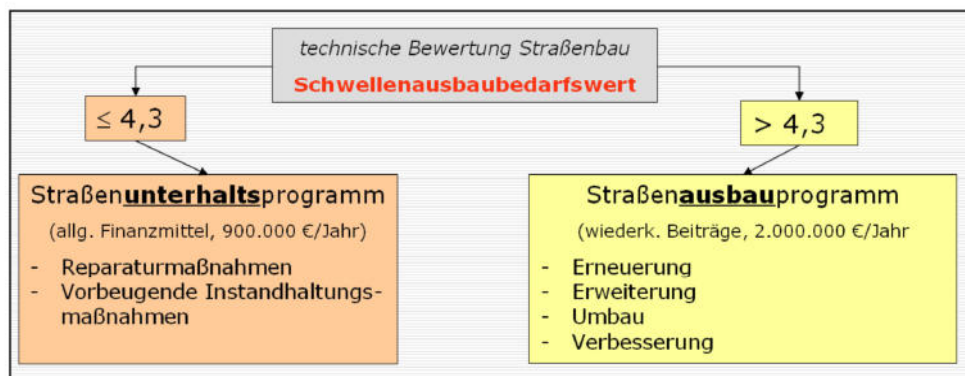 technische Bewertung Straßenbau
Schwellenausbaubedarfswert
≤ 4,3
> 4,3
Straßenunterhaltsprogramm
(allg. Finanzmittel, 900.000 €/Jahr)
- Reparaturmaßnahmen
- Vorbeugende Instandhaltungs-
maßnahmen
Straßenausbauprogramm
(wiederk. Beiträge, 2.000.000 €/Jahr
- Erneuerung
- Erweiterung
- Umbau
- Verbesserung